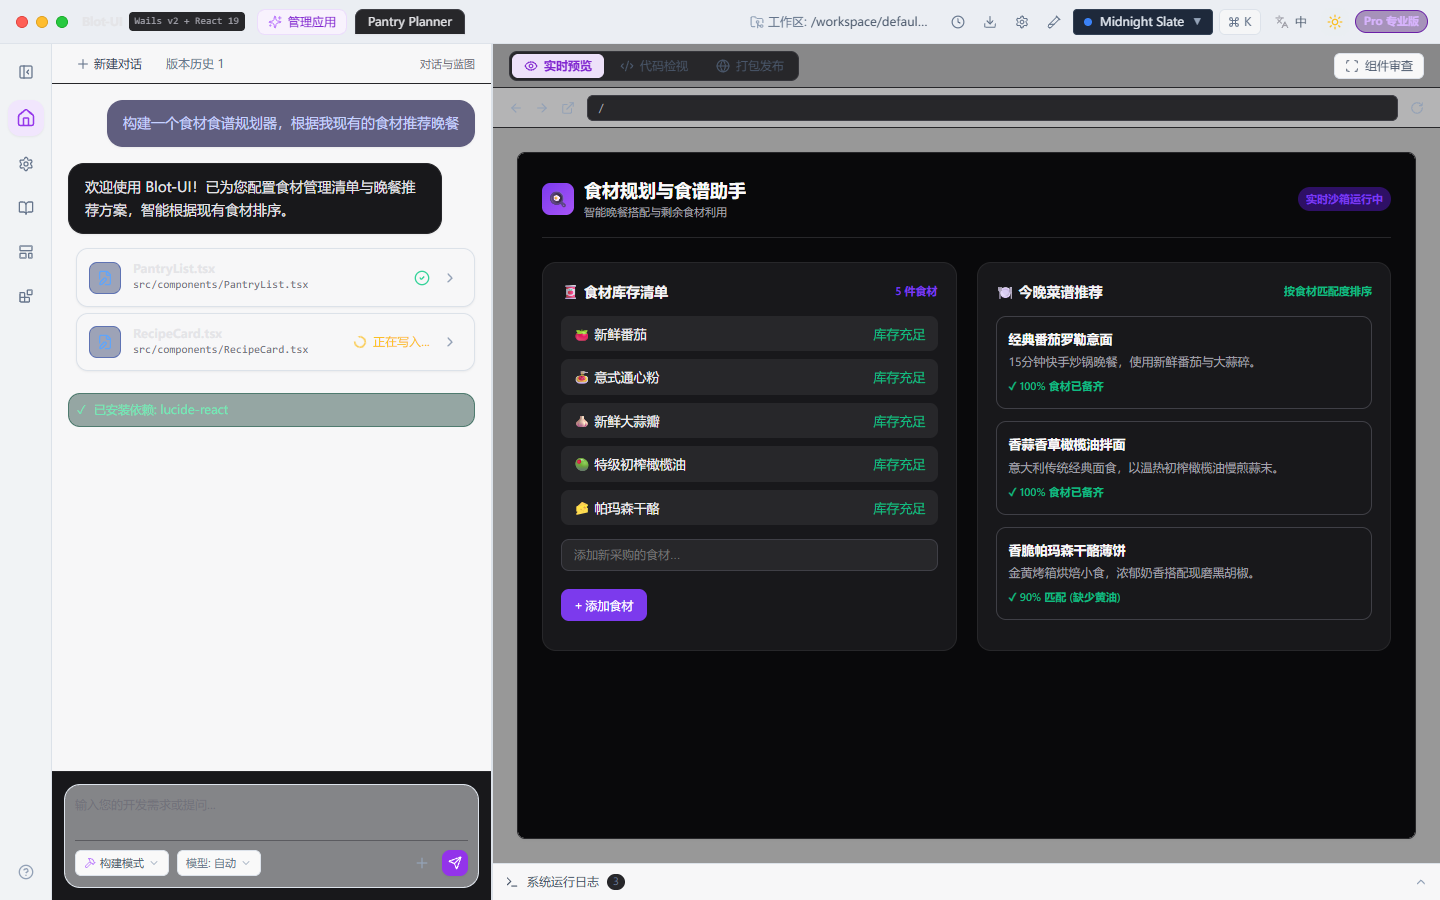 Blot-UI
Wails v2 + React 19
管理应用
Pantry Planner
工作区: /workspace/defaul...
Midnight Slate ▼
⌘ K
中
Pro 专业版
新建对话
版本历史 1
对话与蓝图
构建一个食材食谱规划器，根据我现有的食材推荐晚餐
欢迎使用 Blot-UI！已为您配置食材管理清单与晚餐推
荐方案，智能根据现有食材排序。
PantryList.tsx
src/components/PantryList.tsx
RecipeCard.tsx
src/components/RecipeCard.tsx
正在写入...
✓ 已安装依赖: lucide-react
输入您的开发需求或提问...
构建模式
模型: 自动
实时预览
代码检视
打包发布
组件审查
/
食材规划与食谱助手
智能晚餐搭配与剩余食材利用
实时沙箱运行中
食材库存清单
5 件食材
新鲜番茄
库存充足
意式通心粉
库存充足
新鲜大蒜瓣
库存充足
特级初榨橄榄油
库存充足
帕玛森干酪
库存充足
添加新采购的食材...
+ 添加食材
今晚菜谱推荐
按食材匹配度排序
经典番茄罗勒意面
15分钟快手炒锅晚餐，使用新鲜番茄与大蒜碎。
✓ 100% 食材已备齐
香蒜香草橄榄油拌面
意大利传统经典面食，以温热初榨橄榄油慢煎蒜末。
✓ 100% 食材已备齐
香脆帕玛森干酪薄饼
金黄烤箱烘焙小食，浓郁奶香搭配现磨黑胡椒。
✓ 90% 匹配 (缺少黄油)
系统运行日志
3